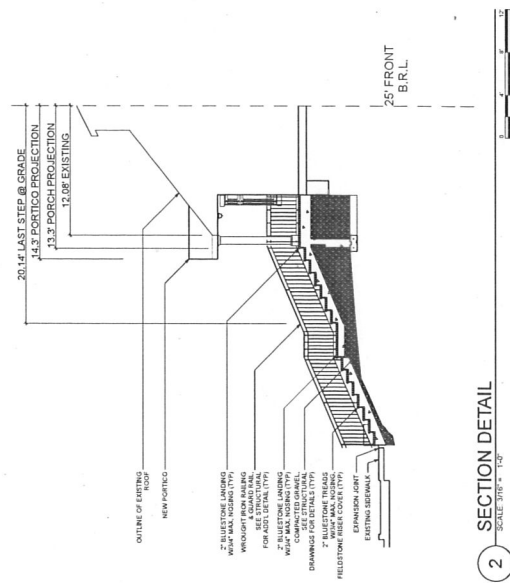 20.14' LAST STEP @ GRADE
14.3' PORTICO PROJECTION
13.3' PORCH PROJECTION
12.08' EXISTING
25' FRONT
B.R.L.
OUTLINE OF EXISTING
ROOF
NEW PORTICO
2" BLUESTONE LANDING
W/3/4" MAX. NOSING (TYP)
WROUGHT IRON RAILING
& GUARD RAIL,
SEE STRUCTURAL
FOR ADD'L DETAIL (TYP)
2" BLUESTONE LANDING
W/3/4" MAX. NOSING (TYP)
COMPACTED GRAVEL,
SEE STRUCTURAL
DRAWINGS FOR DETAILS (TYP)
2" BLUESTONE TREADS
W/3/4" MAX. NOSING,
FIELDSTONE RISER COVER (TYP)
EXPANSION JOINT
EXISTING SIDEWALK
2
SECTION DETAIL
SCALE: 3/16" = 1'-0"
0 4' 8' 12'